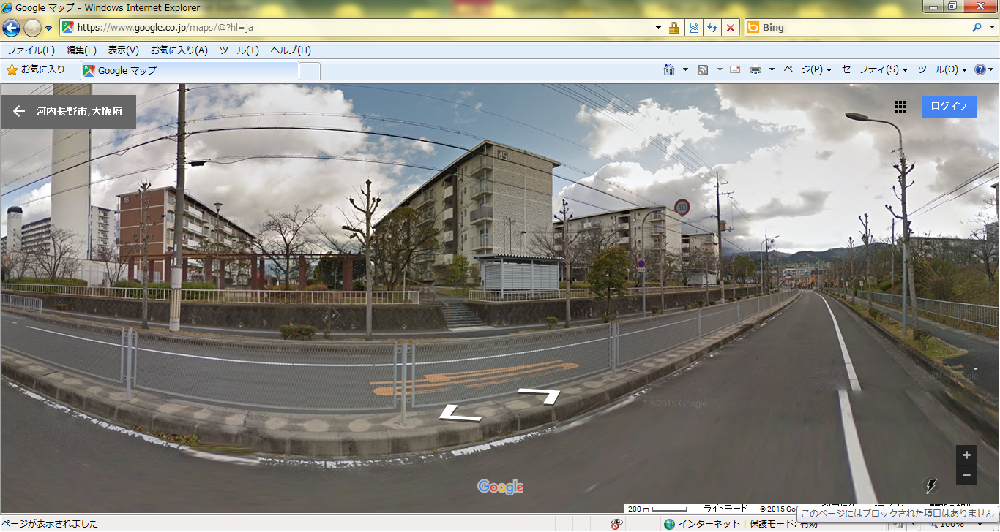 Google マップ - Windows Internet Explorer
https://www.google.co.jp/maps/@?hl=ja
Bing
ファイル(F) 編集(E) 表示(V) お気に入り(A) ツール(T) ヘルプ(H)
お気に入り
Google マップ
ページ(P) セーフティ(S) ツール(O)
河内長野市,大阪府
ログイン
45
46
40
©2015 Google
Google
200 m
ライトモード
© 2015
このページにはブロックされた項目はありません
ページが表示されました
インターネット | 保護モード: 有効
100%